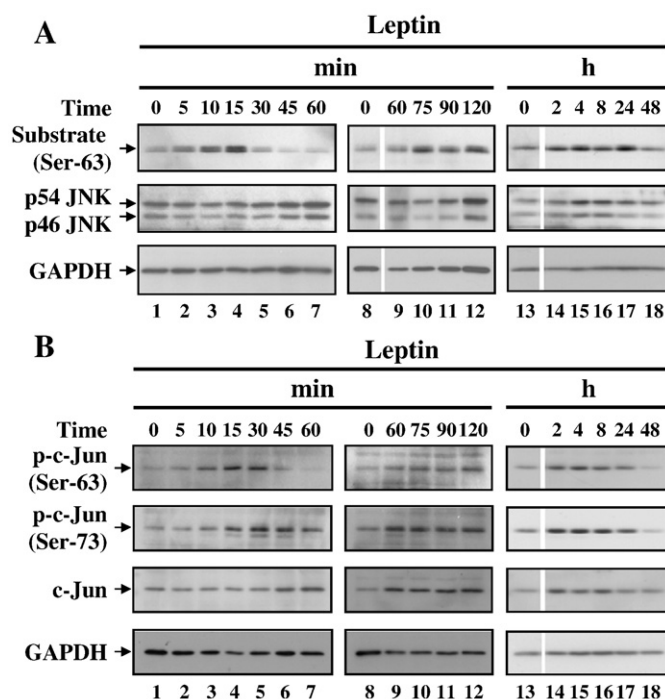 A
Leptin
min h
Time 0 5 10 15 30 45 60 0 60 75 90 120 0 2 4 8 24 48
Substrate
(Ser-63)
p54 JNK
p46 JNK
GAPDH
1 2 3 4 5 6 7 8 9 10 11 12 13 14 15 16 17 18
B
Leptin
min h
Time 0 5 10 15 30 45 60 0 60 75 90 120 0 2 4 8 24 48
p-c-Jun
(Ser-63)
p-c-Jun
(Ser-73)
c-Jun
GAPDH
1 2 3 4 5 6 7 8 9 10 11 12 13 14 15 16 17 18